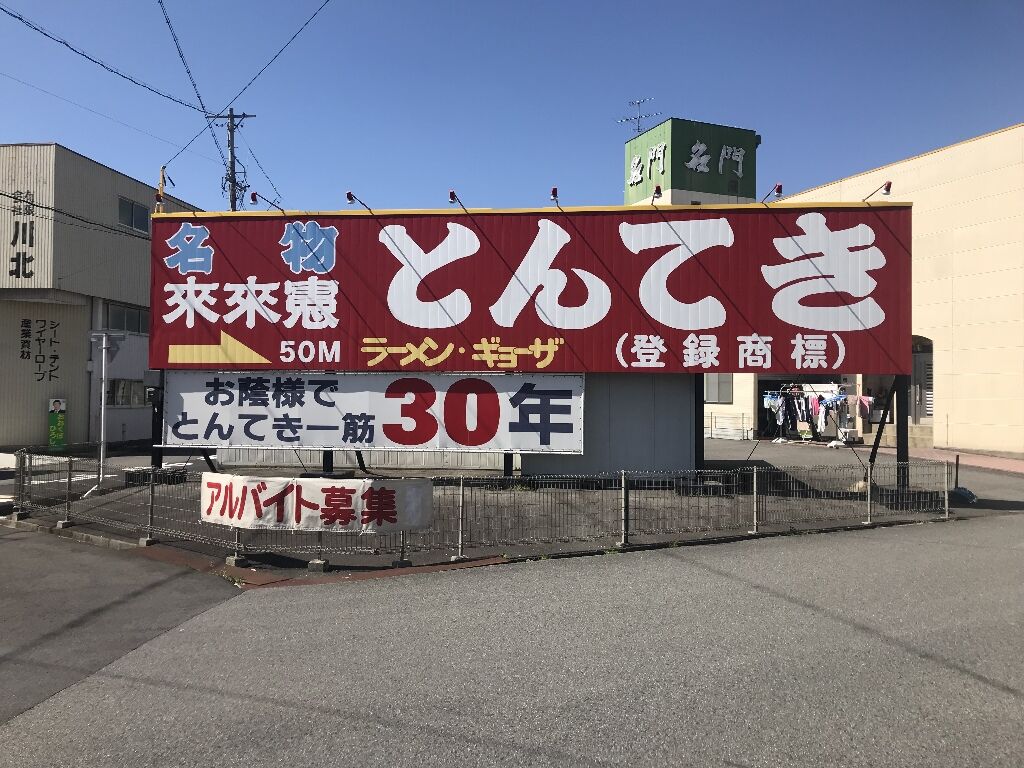 名門 名門
川北
シート・テント
ワイヤーロープ
産業資材
名物 とんてき
來來憲
50M ラーメン・ギョーザ (登録商標)
お蔭様で
とんてき一筋 30年
アルバイト募集